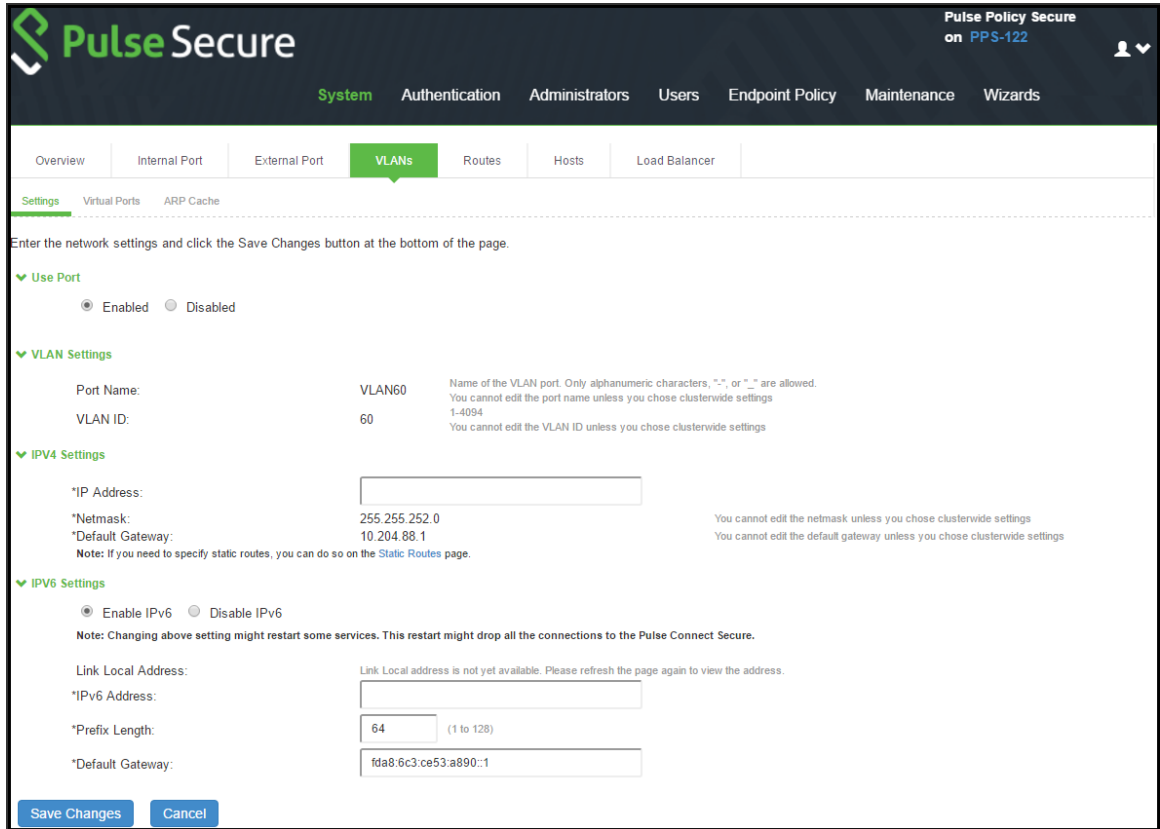 Pulse Secure
Pulse Policy Secure
on PPS-122
System Authentication Administrators Users Endpoint Policy Maintenance Wizards
Overview Internal Port External Port VLANs Routes Hosts Load Balancer
Settings Virtual Ports ARP Cache
Enter the network settings and click the Save Changes button at the bottom of the page.
Use Port
Enabled Disabled
VLAN Settings
Port Name: VLAN60 Name of the VLAN port. Only alphanumeric characters, "-", or "_" are allowed.
You cannot edit the port name unless you chose clusterwide settings
VLAN ID: 60 1-4094
You cannot edit the VLAN ID unless you chose clusterwide settings
IPV4 Settings
*IP Address:
*Netmask: 255.255.252.0 You cannot edit the netmask unless you chose clusterwide settings
*Default Gateway: 10.204.88.1 You cannot edit the default gateway unless you chose clusterwide settings
Note: If you need to specify static routes, you can do so on the Static Routes page.
IPV6 Settings
Enable IPv6 Disable IPv6
Note: Changing above setting might restart some services. This restart might drop all the connections to the Pulse Connect Secure.
Link Local Address: Link Local address is not yet available. Please refresh the page again to view the address.
*IPv6 Address:
*Prefix Length: 64 (1 to 128)
*Default Gateway: fda8:6c3:ce53:a890::1
Save Changes Cancel